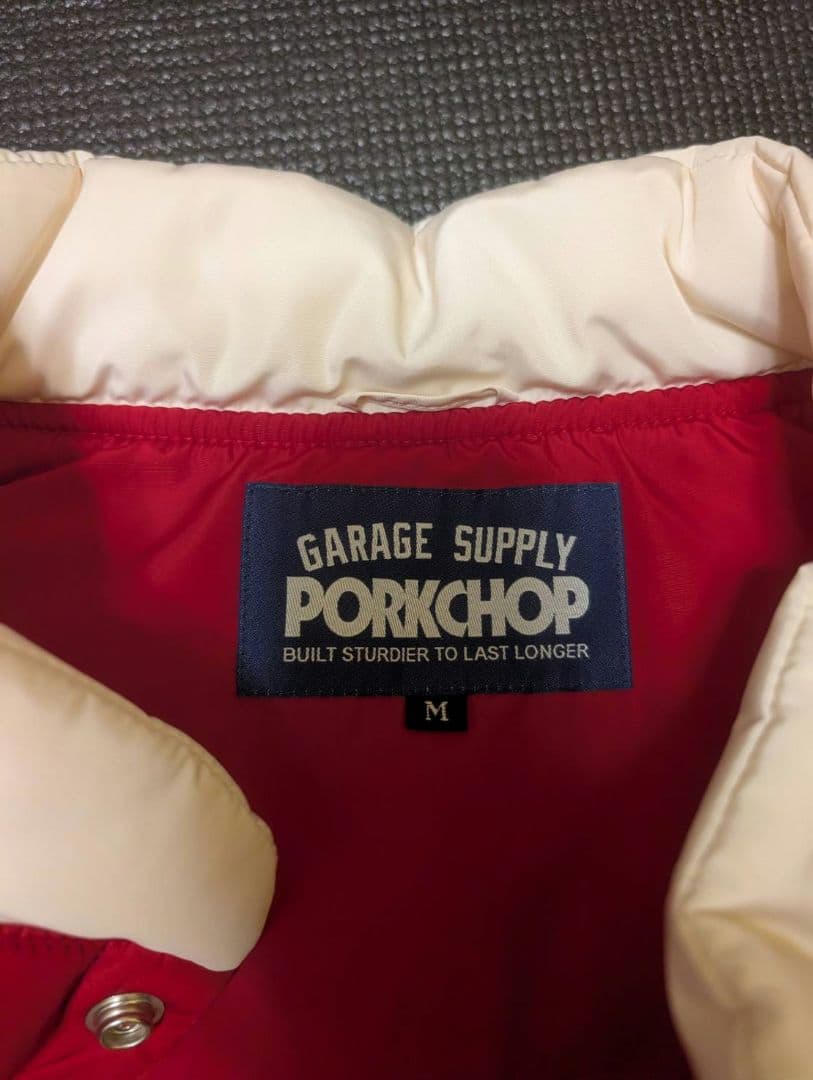 GARAGE SUPPLY
PORKCHOP
BUILT STURDIER TO LAST LONGER
M